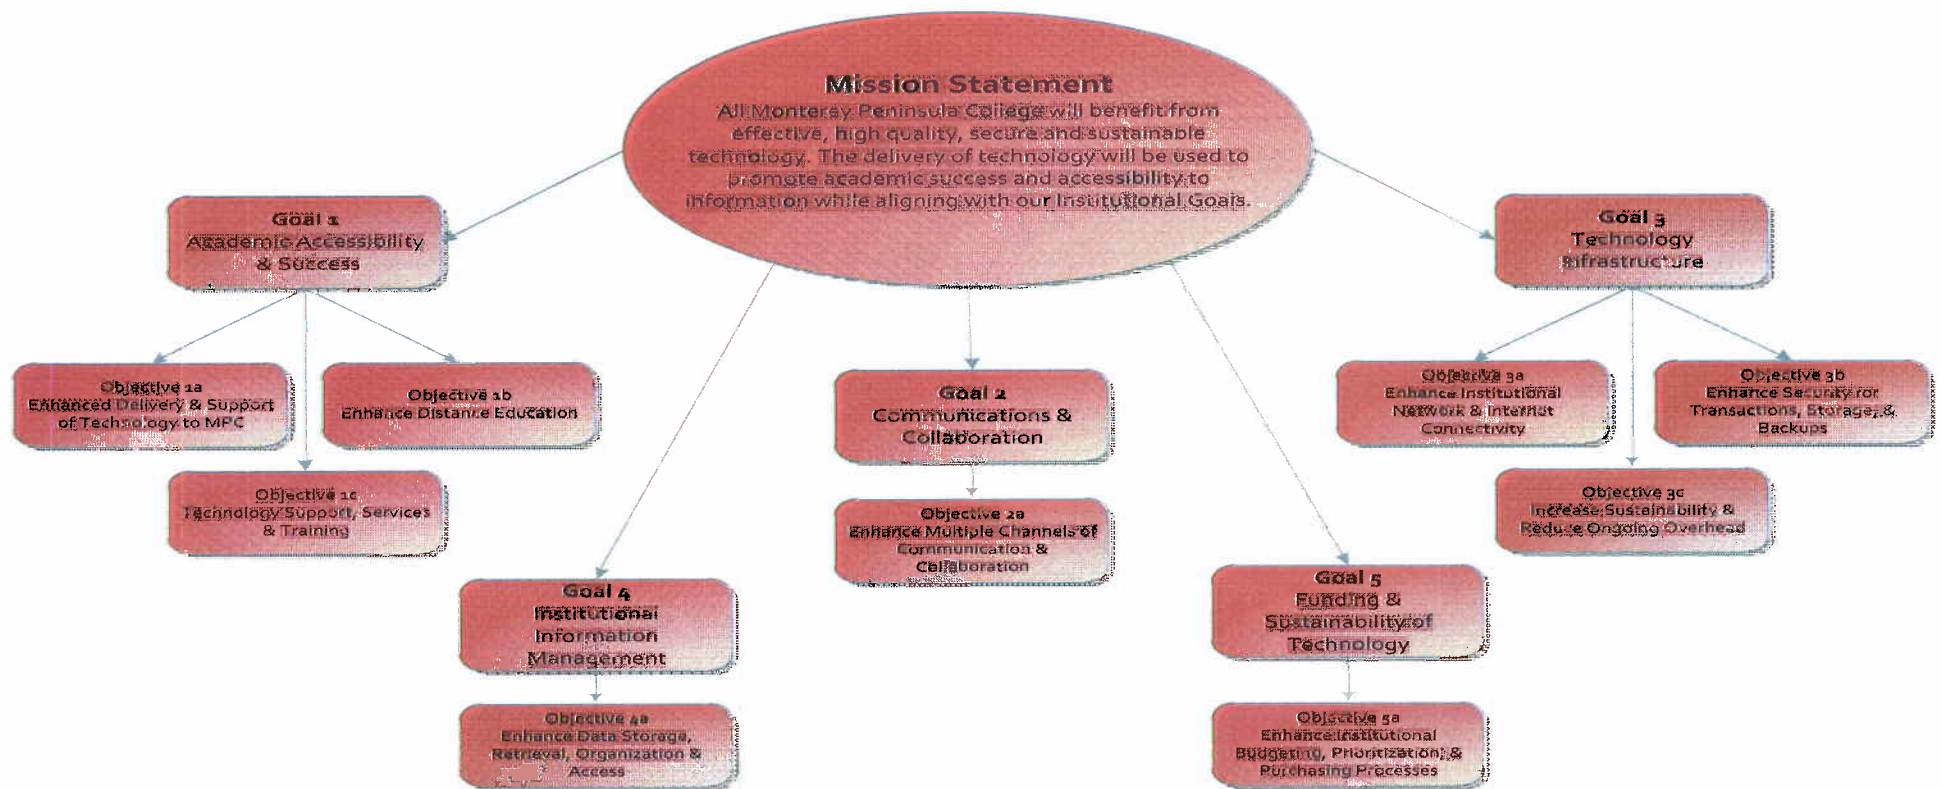 Mission Statement
All Monterey Peninsula College will benefit from
effective, high quality, secure and sustainable
technology. The delivery of technology will be used to
promote academic success and accessibility to
information while aligning with our Institutional Goals.
Goal 1
Academic Accessibility
& Success
Goal 3
Technology
Infrastructure
Objective 1a
Enhanced Delivery & Support
of Technology to MPC
Objective 1b
Enhance Distance Education
Objective 1c
Technology Support, Services
& Training
Goal 2
Communications &
Collaboration
Objective 2a
Enhance Multiple Channels of
Communication &
Collaboration
Objective 3a
Enhance Institutional
Network & Internet
Connectivity
Objective 3b
Enhance Security for
Transactions, Storage, &
Backups
Objective 3c
Increase Sustainability &
Reduce Ongoing Overhead
Goal 4
Institutional
Information
Management
Objective 4a
Enhance Data Storage,
Retrieval, Organization &
Access
Goal 5
Funding &
Sustainability of
Technology
Objective 5a
Enhance Institutional
Budgeting, Prioritization, &
Purchasing Processes